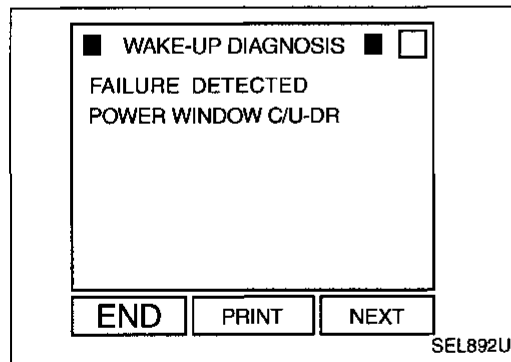 WAKE-UP DIAGNOSIS
FAILURE DETECTED
POWER WINDOW C/U-DR
END PRINT NEXT
SEL892U